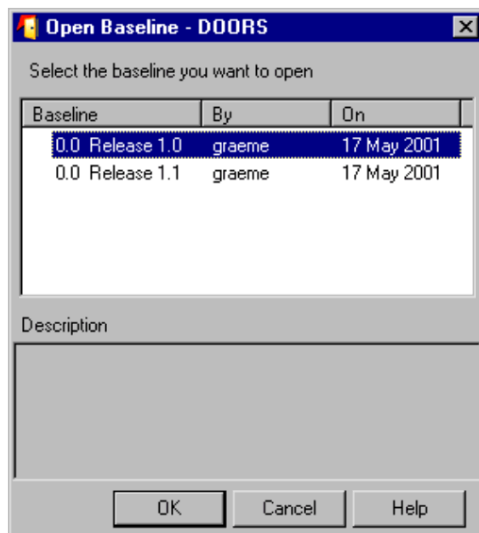 Open Baseline - DOORS
Select the baseline you want to open
Baseline By On
0.0 Release 1.0 graeme 17 May 2001
0.0 Release 1.1 graeme 17 May 2001
Description
OK Cancel Help